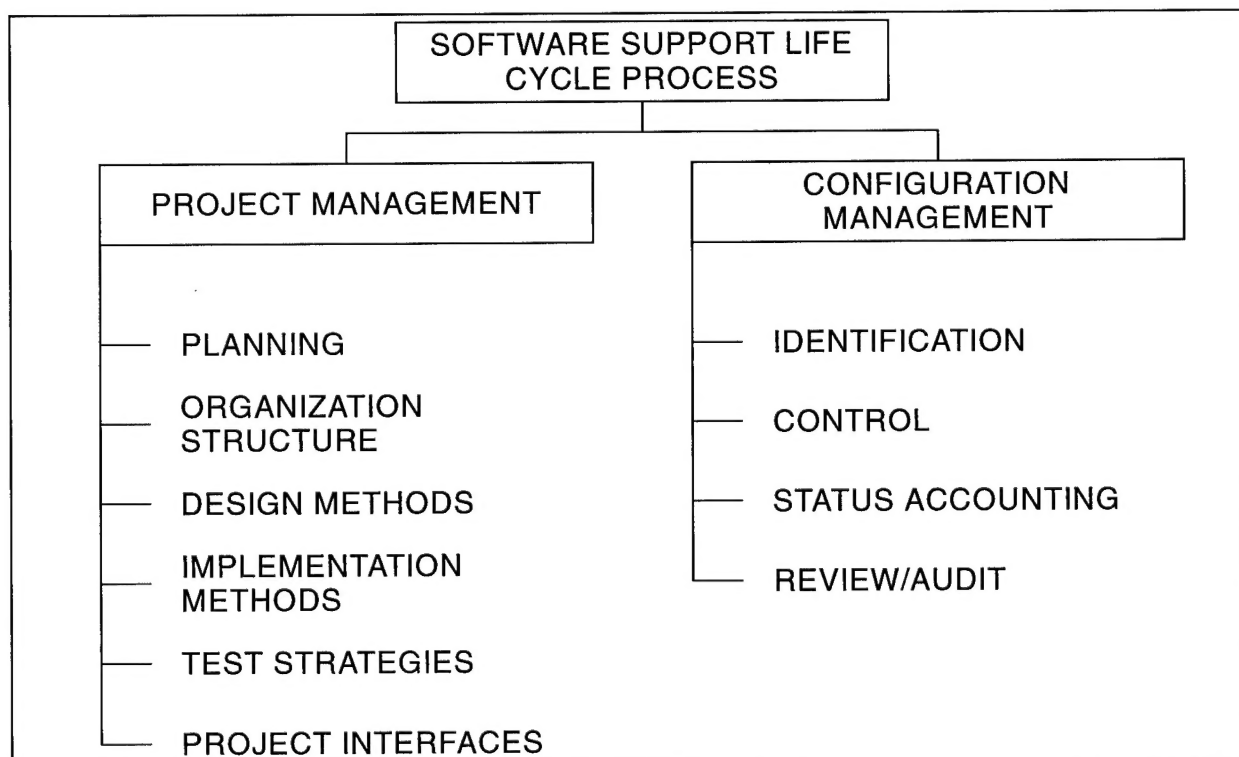 SOFTWARE SUPPORT LIFE
CYCLE PROCESS
PROJECT MANAGEMENT
PLANNING
ORGANIZATION
STRUCTURE
DESIGN METHODS
IMPLEMENTATION
METHODS
TEST STRATEGIES
PROJECT INTERFACES
CONFIGURATION
MANAGEMENT
IDENTIFICATION
CONTROL
STATUS ACCOUNTING
REVIEW/AUDIT